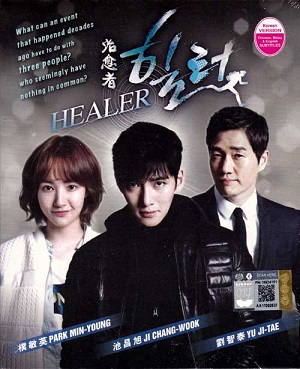 What can an event
that happened decades
ago have to do with
three people?
who seemingly have
nothing in common?
Korean
VERSION
治愈者
힐러
HEALER
樸敏英 PARK MIN-YOUNG
池昌旭 JI CHANG-WOOK
劉智泰 YU JI-TAE